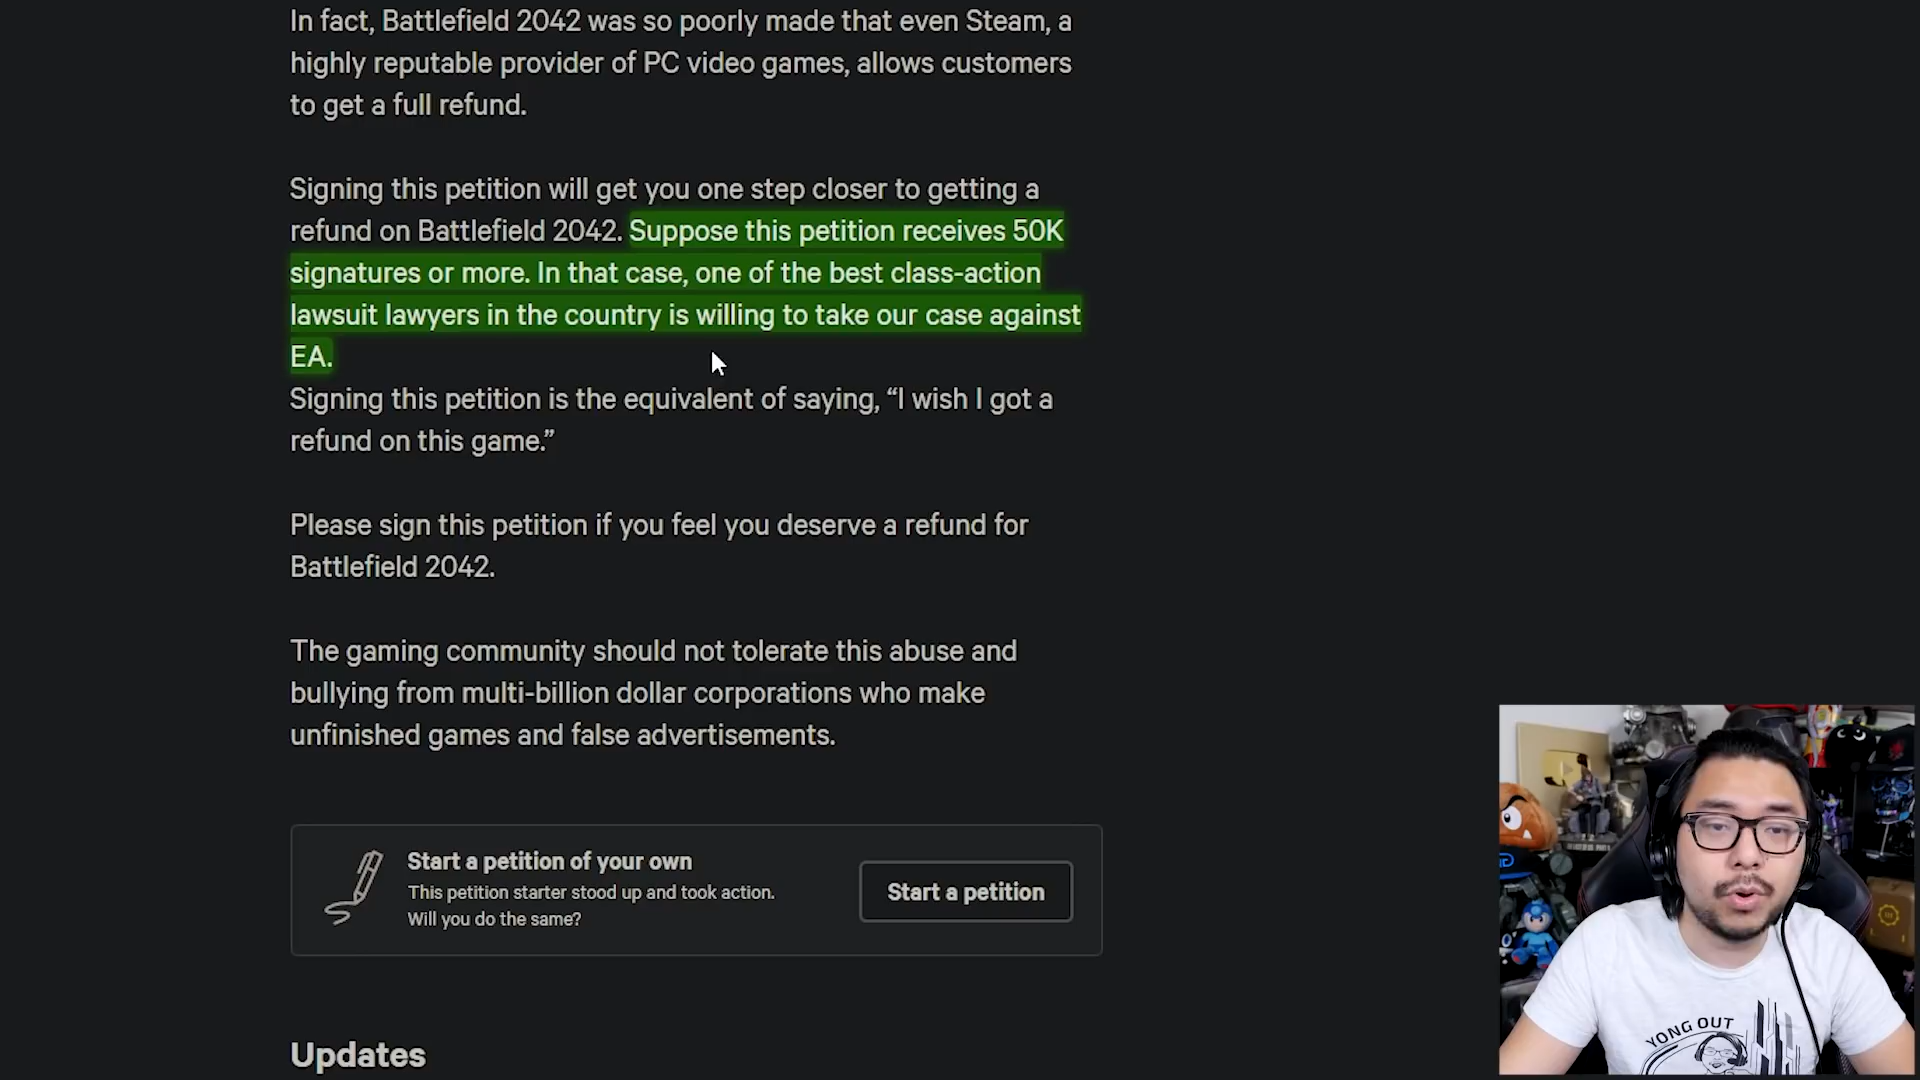 In fact, Battlefield 2042 was so poorly made that even Steam, a
highly reputable provider of PC video games, allows customers
to get a full refund.
Signing this petition will get you one step closer to getting a
refund on Battlefield 2042. Suppose this petition receives 50K
signatures or more. In that case, one of the best class-action
lawsuit lawyers in the country is willing to take our case against
EA.
Signing this petition is the equivalent of saying, “I wish I got a
refund on this game.”
Please sign this petition if you feel you deserve a refund for
Battlefield 2042.
The gaming community should not tolerate this abuse and
bullying from multi-billion dollar corporations who make
unfinished games and false advertisements.
Start a petition of your own
This petition starter stood up and took action.
Will you do the same?
Start a petition
Updates
YONG OUT